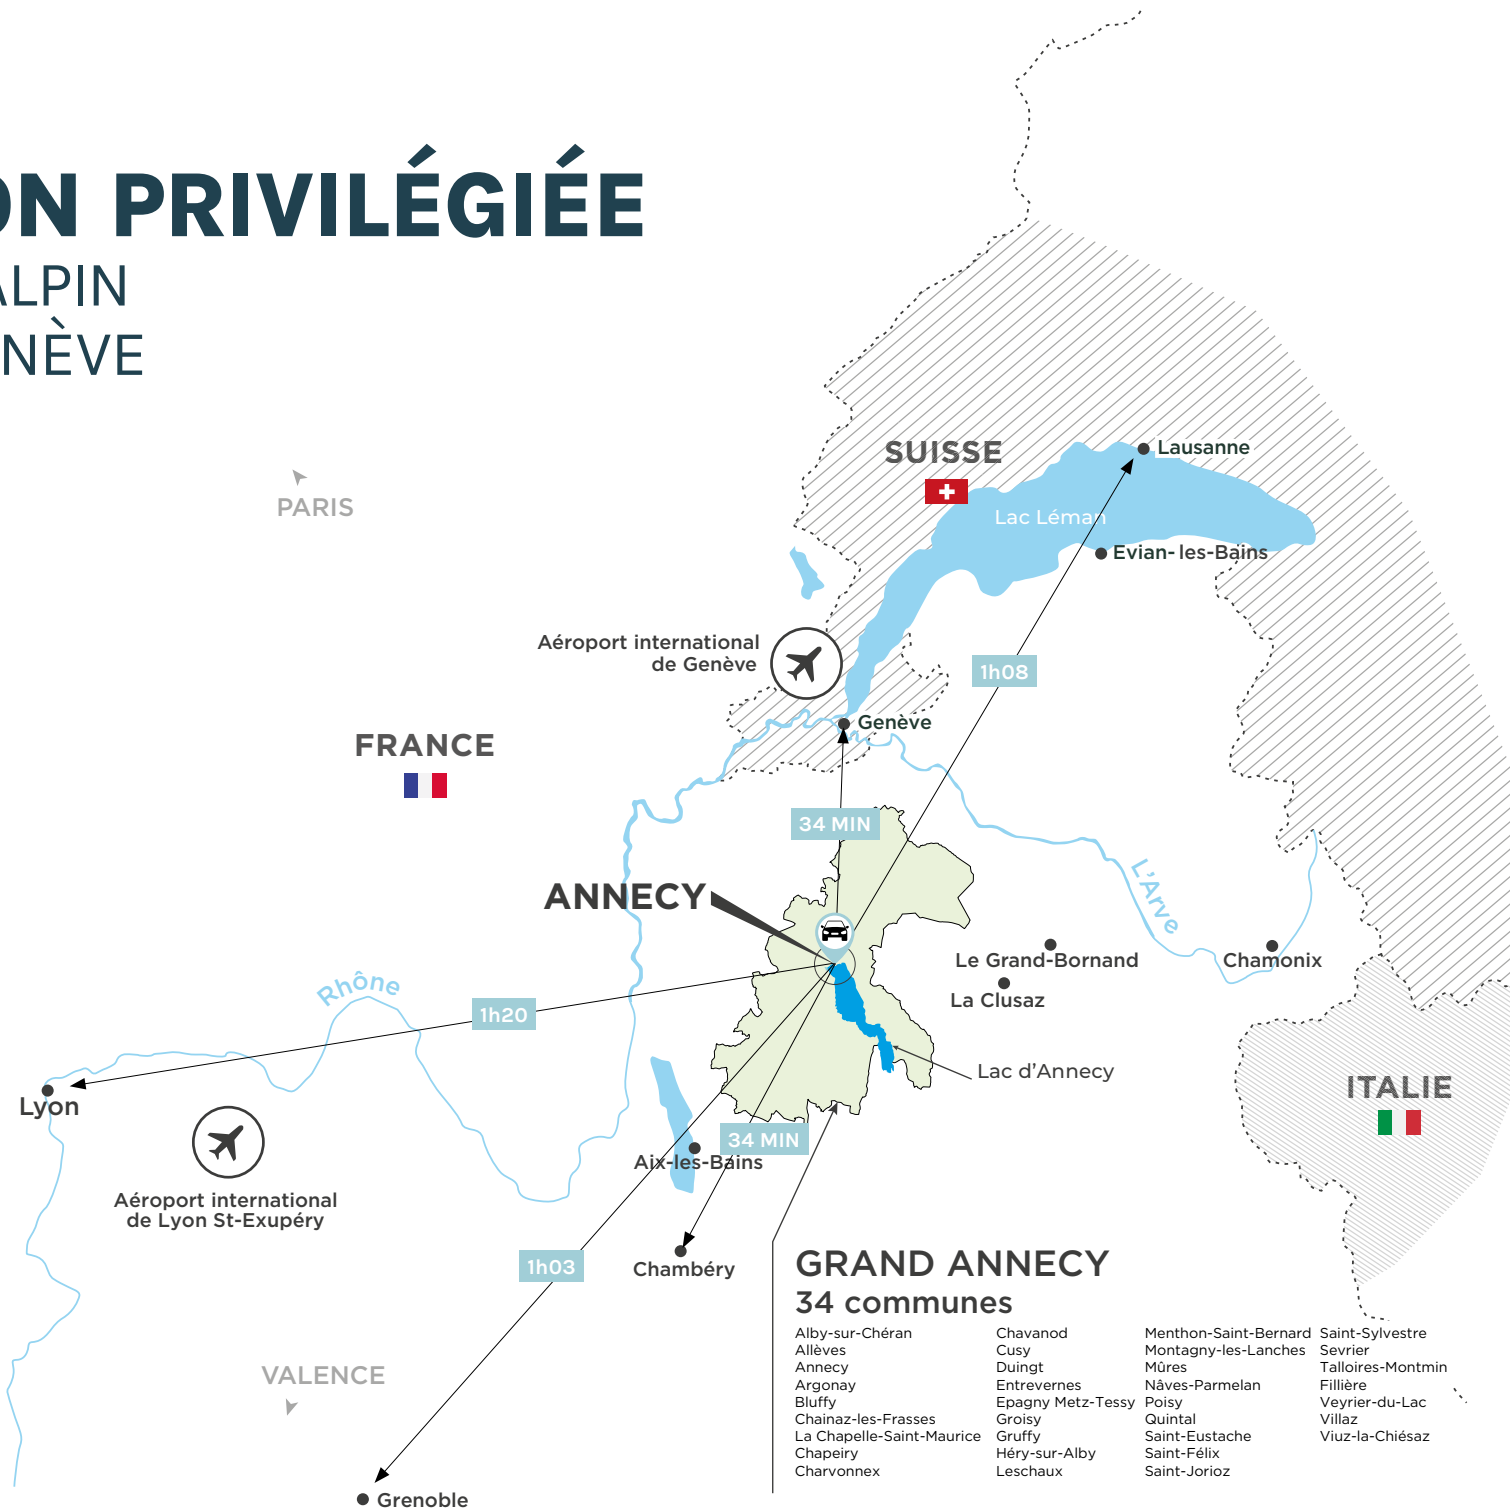 ON PRIVILÉGIÉE
ALPIN
NÈVE
PARIS
SUISSE
Lausanne
Lac Léman
Evian-les-Bains
Aéroport international
de Genève
1h08
Genève
FRANCE
34 MIN
ANNECY
L'Arve
Le Grand-Bornand
Chamonix
La Clusaz
Rhône
1h20
Lac d'Annecy
Lyon
ITALIE
34 MIN
Aix-les-Bains
Aéroport international
de Lyon St-Exupéry
1h03
Chambéry
VALENCE
Grenoble
GRAND ANNECY
34 communes
Alby-sur-Chéran
Allèves
Annecy
Argonay
Bluffy
Chainaz-les-Frasses
La Chapelle-Saint-Maurice
Chapeiry
Charvonnex
Chavanod
Cusy
Duingt
Entrevernes
Epagny Metz-Tessy
Groisy
Gruffy
Héry-sur-Alby
Leschaux
Menthon-Saint-Bernard
Montagny-les-Lanches
Mûres
Nâves-Parmelan
Poisy
Quintal
Saint-Eustache
Saint-Félix
Saint-Jorioz
Saint-Sylvestre
Sevrier
Talloires-Montmin
Fillière
Veyrier-du-Lac
Villaz
Viuz-la-Chiésaz